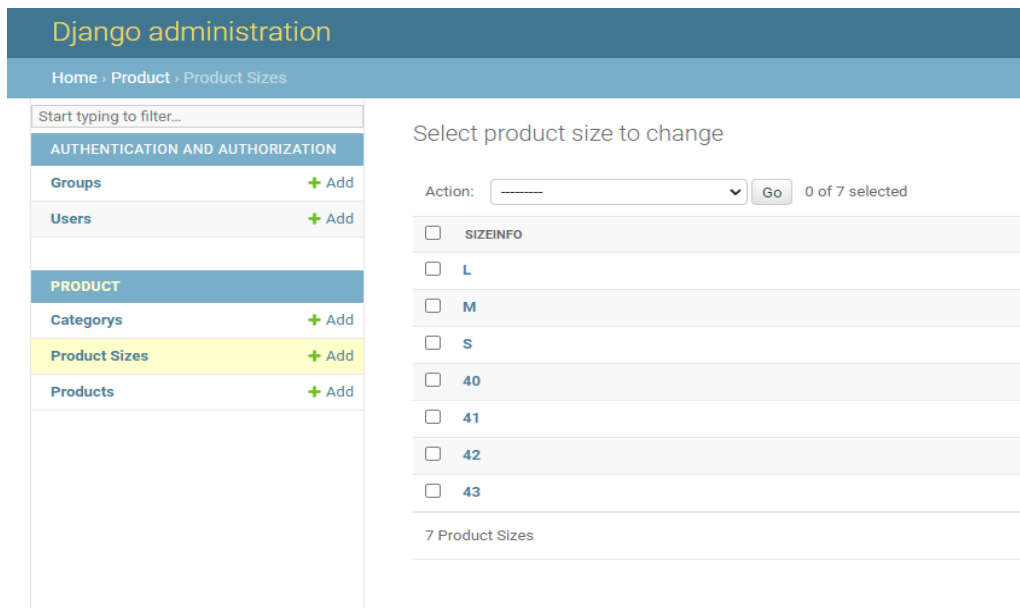 Django administration
Home › Product › Product Sizes
Start typing to filter...
AUTHENTICATION AND AUTHORIZATION
Groups + Add
Users + Add
PRODUCT
Categorys + Add
Product Sizes + Add
Products + Add
Select product size to change
Action: --------- Go 0 of 7 selected
SIZEINFO
L
M
S
40
41
42
43
7 Product Sizes